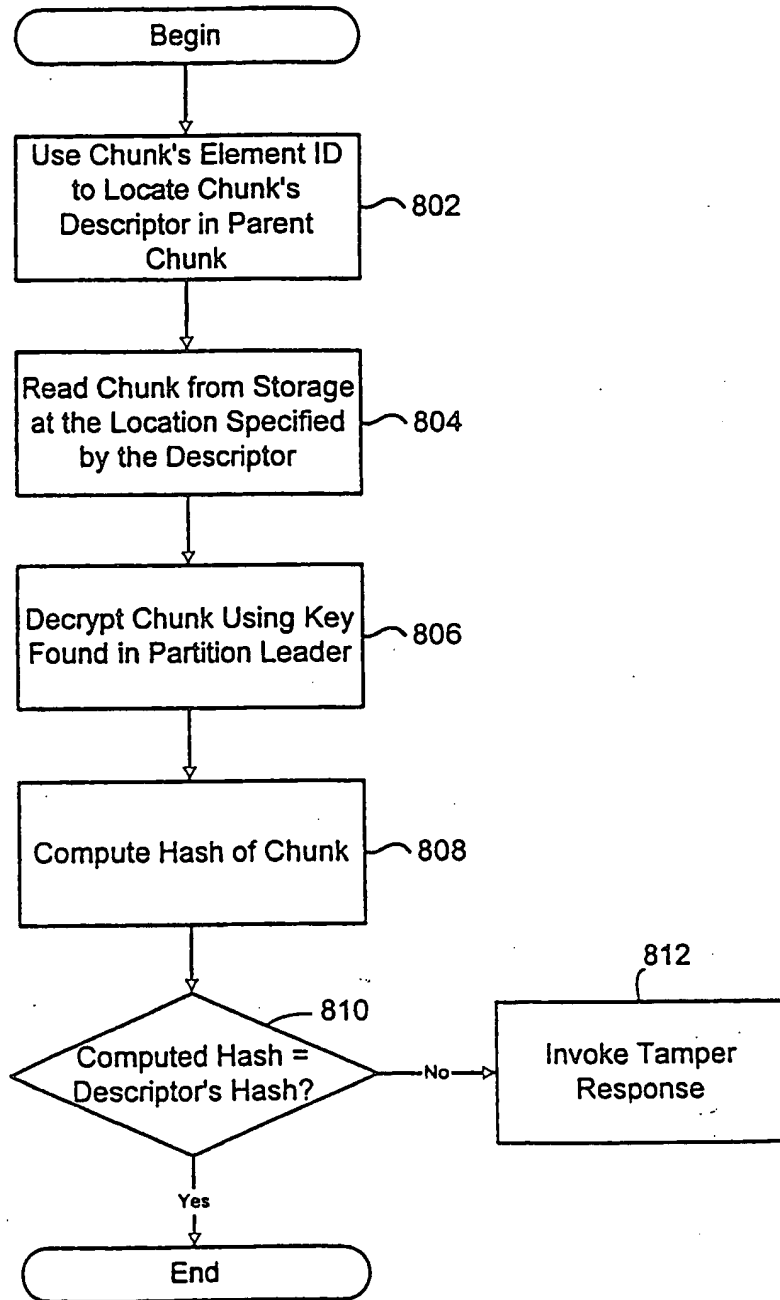 Begin
Use Chunk's Element ID
to Locate Chunk's
Descriptor in Parent
Chunk
802
Read Chunk from Storage
at the Location Specified
by the Descriptor
804
Decrypt Chunk Using Key
Found in Partition Leader
806
Compute Hash of Chunk
808
810
Computed Hash =
Descriptor's Hash?
No
812
Invoke Tamper
Response
Yes
End